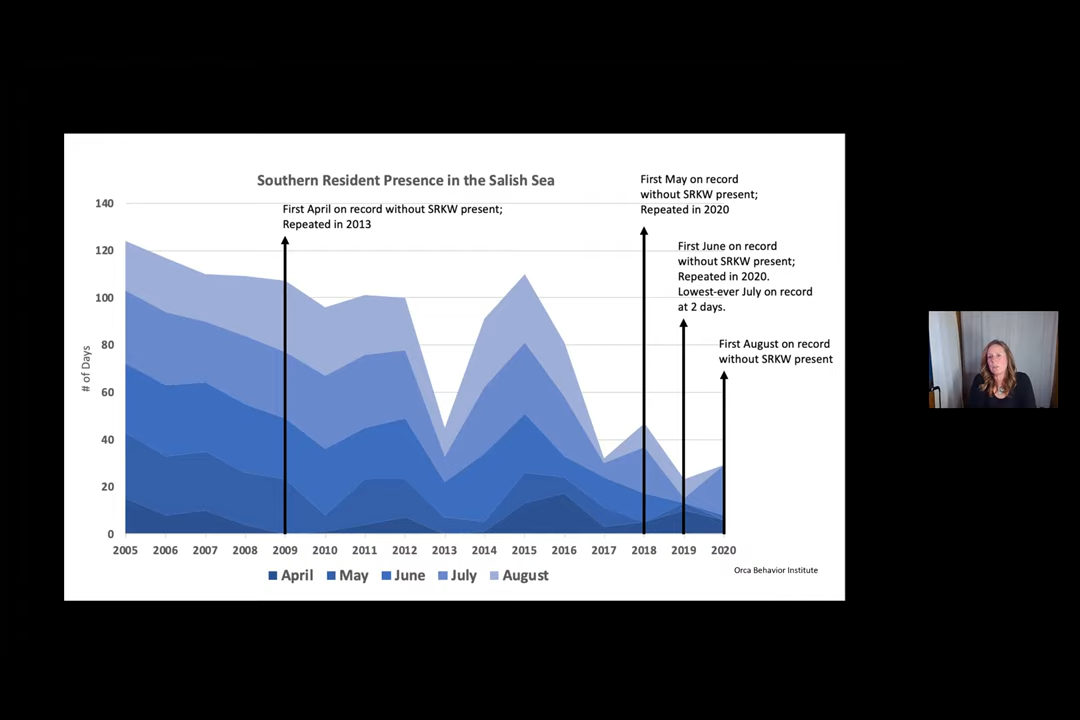 Southern Resident Presence in the Salish Sea
First April on record without SRKW present;
Repeated in 2013
First May on record
without SRKW present;
Repeated in 2020
First June on record
without SRKW present;
Repeated in 2020.
Lowest-ever July on record
at 2 days.
First August on record
without SRKW present
# of Days
140
120
100
80
60
40
20
0
2005 2006 2007 2008 2009 2010 2011 2012 2013 2014 2015 2016 2017 2018 2019 2020
April May June July August
Orca Behavior Institute